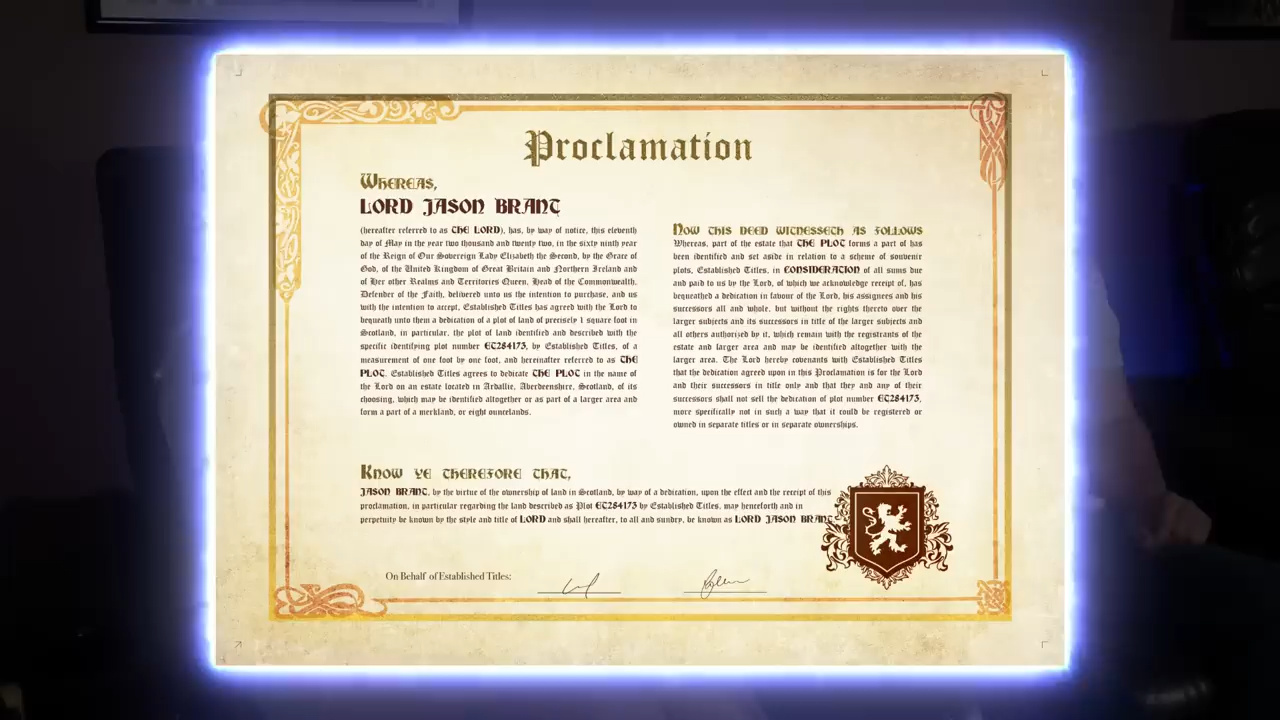 Proclamation
WHEREAS,
LORD JASON BRANT
(hereafter referred to as THE LORD), has, by way of notice, this eleventh
day of May in the year two thousand and twenty two, in the sixty ninth year
of the Reign of Our Sovereign Lady Elizabeth the Second, by the Grace of
God, of the United Kingdom of Great Britain and Northern Ireland and
of Her other Realms and Territories Queen, Head of the Commonwealth,
Defender of the Faith, delivered unto us the intention to purchase, and us
with the intention to accept, Established Titles has agreed with the Lord to
bequeath unto them a dedication of a plot of land of precisely 1 square foot in
Scotland, in particular, the plot of land identified and described with the
specific identifying plot number ET284173, by Established Titles, of a
measurement of one foot by one foot, and hereinafter referred to as THE
PLOT. Established Titles agrees to dedicate THE PLOT in the name of
the Lord on an estate located in Ardallie, Aberdeenshire, Scotland, of its
choosing, which may be identified altogether or as part of a larger area and
form a part of a merkland, or eight ouncelands.
NOW THIS DEED WITNESSETH AS FOLLOWS
Whereas, part of the estate that THE PLOT forms a part of has
been identified and set aside in relation to a scheme of souvenir
plots, Established Titles, in CONSIDERATION of all sums due
and paid to us by the Lord, of which we acknowledge receipt of, has
bequeathed a dedication in favour of the Lord, his assignees and his
successors all and whole, but without the rights thereto over the
larger subjects and its successors in title of the larger subjects and
all others authorized by it, which remain with the registrants of the
estate and larger area and may be identified altogether with the
larger area. The Lord hereby covenants with Established Titles
that the dedication agreed upon in this Proclamation is for the Lord
and their successors in title only and that they and any of their
successors shall not sell the dedication of plot number ET284173,
more specifically not in such a way that it could be registered or
owned in separate titles or in separate ownerships.
KNOW YE THEREFORE THAT,
JASON BRANT, by the virtue of the ownership of land in Scotland, by way of a dedication, upon the effect and the receipt of this
proclamation, in particular regarding the land described as Plot ET284173 by Established Titles, may henceforth and in
perpetuity be known by the style and title of LORD and shall hereafter, to all and sundry, be known as LORD JASON BRANT
On Behalf of Established Titles: